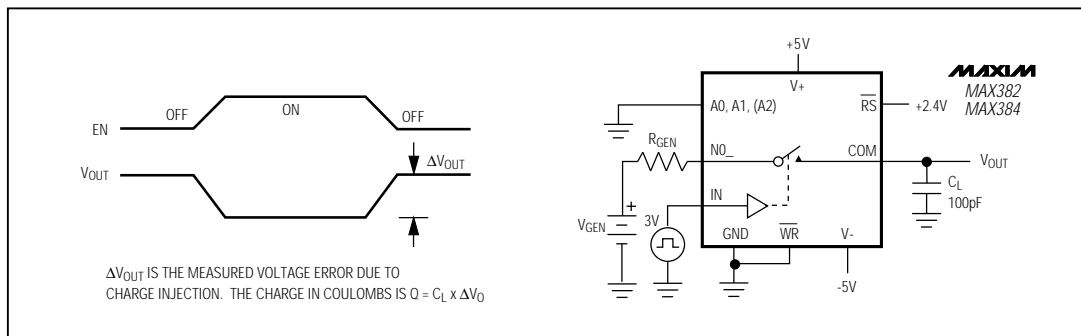 EN
OFF
ON
OFF
VOUT
ΔVOUT
ΔVOUT IS THE MEASURED VOLTAGE ERROR DUE TO
CHARGE INJECTION. THE CHARGE IN COULOMBS IS Q = CL x ΔVO
+5V
V+
MAXIM
MAX382
MAX384
A0, A1, (A2)
RS
+2.4V
RGEN
N0_
COM
VOUT
CL
100pF
IN
VGEN
+
3V
GND
WR
V-
-5V